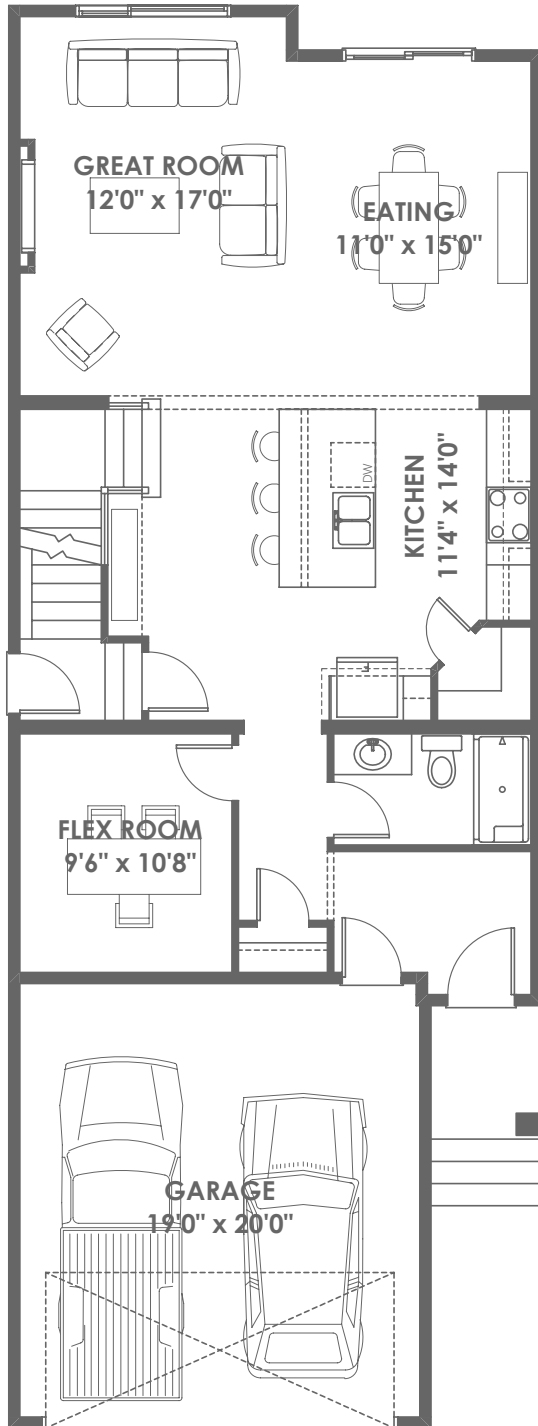 GREAT ROOM
12'0" x 17'0"
EATING
11'0" x 15'0"
KITCHEN
11'4" x 14'0"
DW
FLEX ROOM
9'6" x 10'8"
GARAGE
19'0" x 20'0"